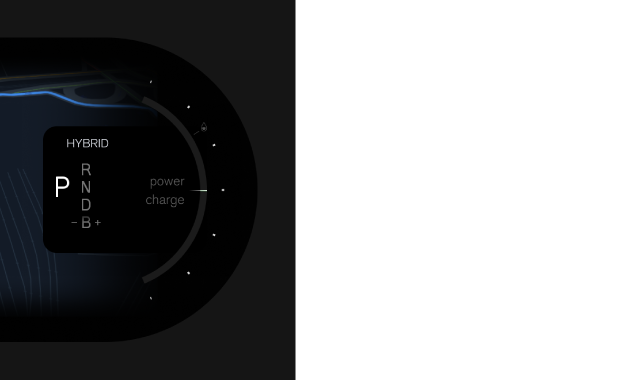 HYBRID
P
R
N
D
- B +
power
charge